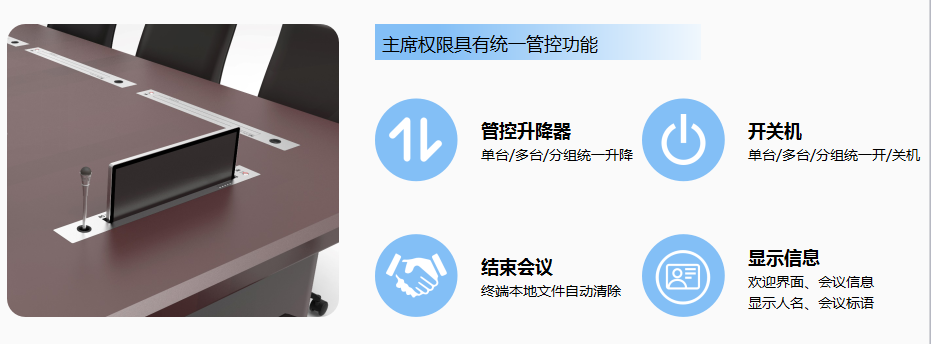 主席权限具有统一管控功能
管控升降器
单台/多台/分组统一升降
开关机
单台/多台/分组统一开/关机
结束会议
终端本地文件自动清除
显示信息
欢迎界面、会议信息
显示人名、会议标语